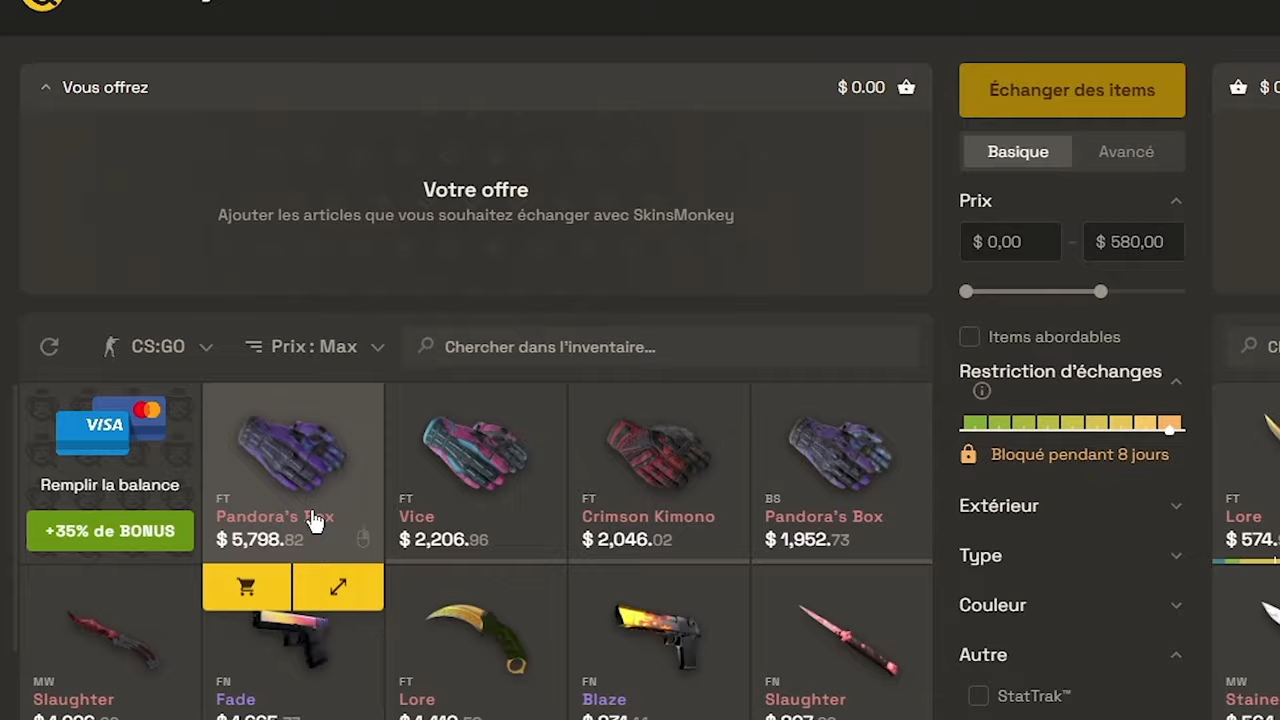 Vous offrez
$ 0.00
Votre offre
Ajouter les articles que vous souhaitez échanger avec SkinsMonkey
CS:GO
Prix : Max
Chercher dans l'inventaire...
VISA
Remplir la balance
+35% de BONUS
FT
Pandora's Box
$ 5,798.82
FT
Vice
$ 2,206.96
FT
Crimson Kimono
$ 2,046.02
BS
Pandora's Box
$ 1,952.73
MW
Slaughter
FN
Fade
FT
Lore
FN
Blaze
FN
Slaughter
Échanger des items
Basique
Avancé
Prix
$ 0,00
–
$ 580,00
Items abordables
Restriction d'échanges
Bloqué pendant 8 jours
Extérieur
Type
Couleur
Autre
StatTrak™
FT
Lore
$ 574.
MW